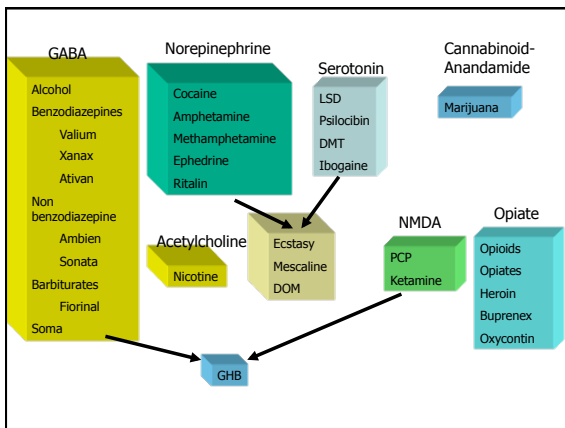 GABA
Alcohol
Benzodiazepines
Valium
Xanax
Ativan
Non
benzodiazepine
Ambien
Sonata
Barbiturates
Fiorinal
Soma
Norepinephrine
Cocaine
Amphetamine
Methamphetamine
Ephedrine
Ritalin
Serotonin
LSD
Psilocibin
DMT
Ibogaine
Cannabinoid-
Anandamide
Marijuana
Acetylcholine
Nicotine
Ecstasy
Mescaline
DOM
NMDA
PCP
Ketamine
Opiate
Opioids
Opiates
Heroin
Buprenex
Oxycontin
GHB